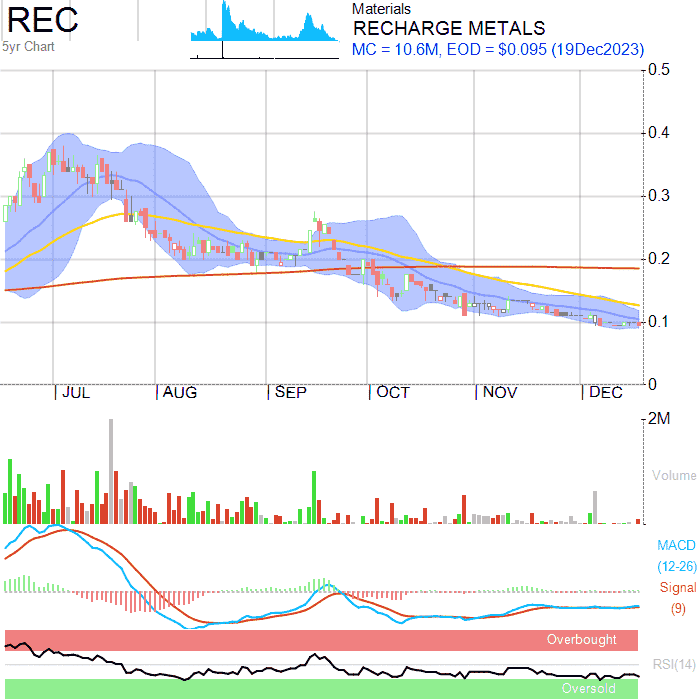 REC
5yr Chart
Materials
RECHARGE METALS
MC = 10.6M, EOD = $0.095 (19Dec2023)
0.5
0.4
0.3
0.2
0.1
0
JUL AUG SEP OCT NOV DEC
2M
Volume
MACD
(12-26)
Signal
(9)
Overbought
RSI(14)
Oversold